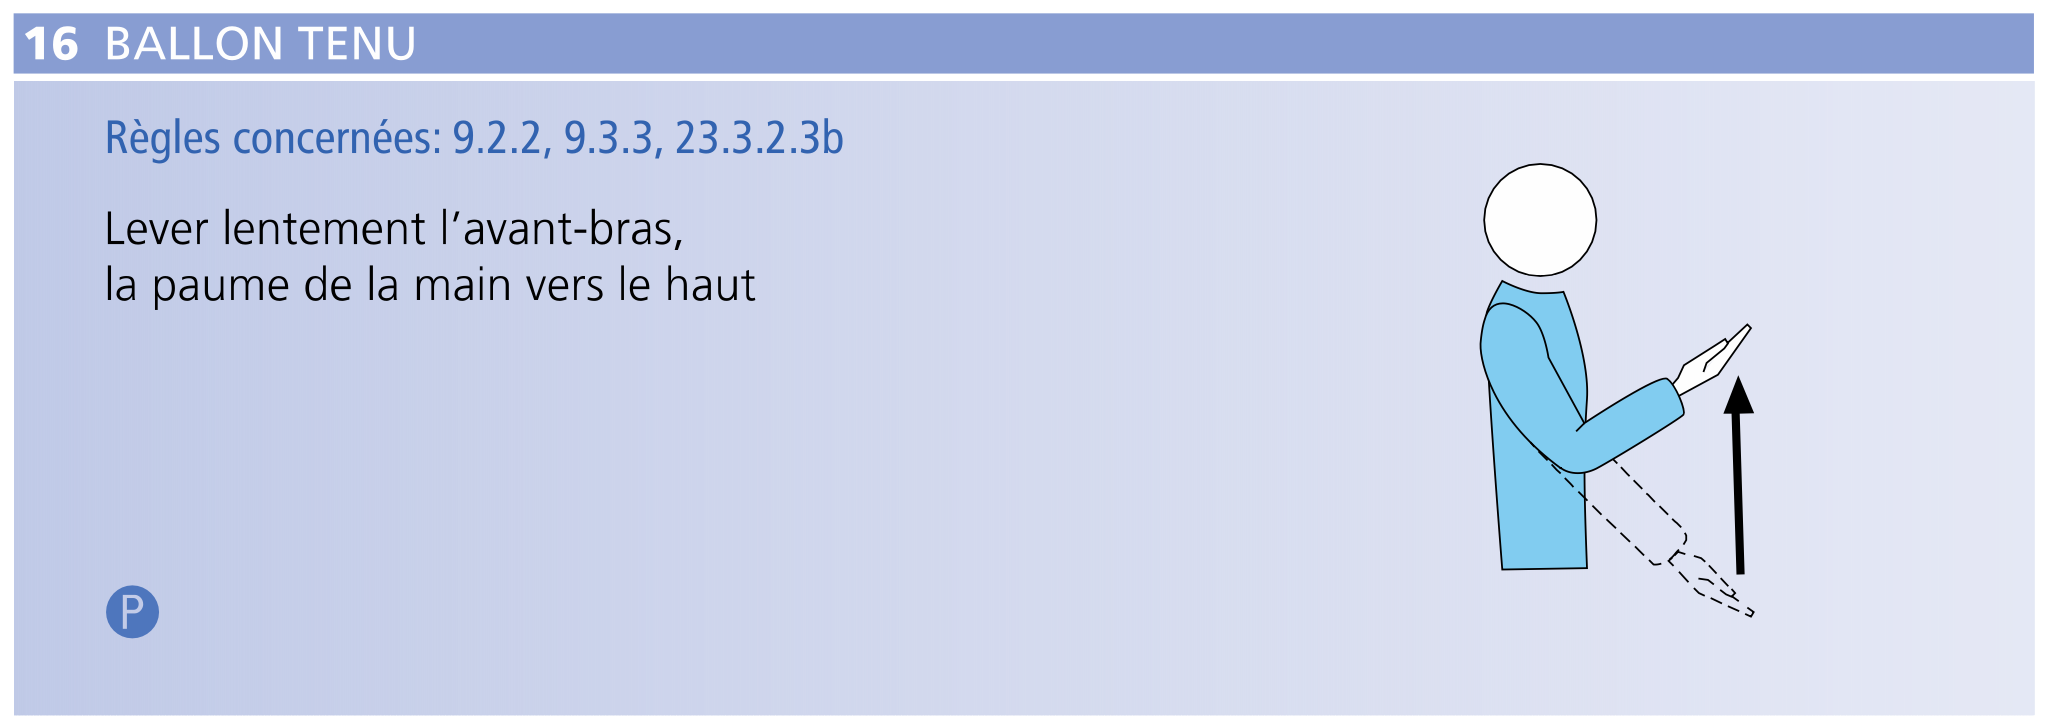 16 BALLON TENU
Règles concernées: 9.2.2, 9.3.3, 23.3.2.3b
Lever lentement l’avant-bras,
la paume de la main vers le haut
P